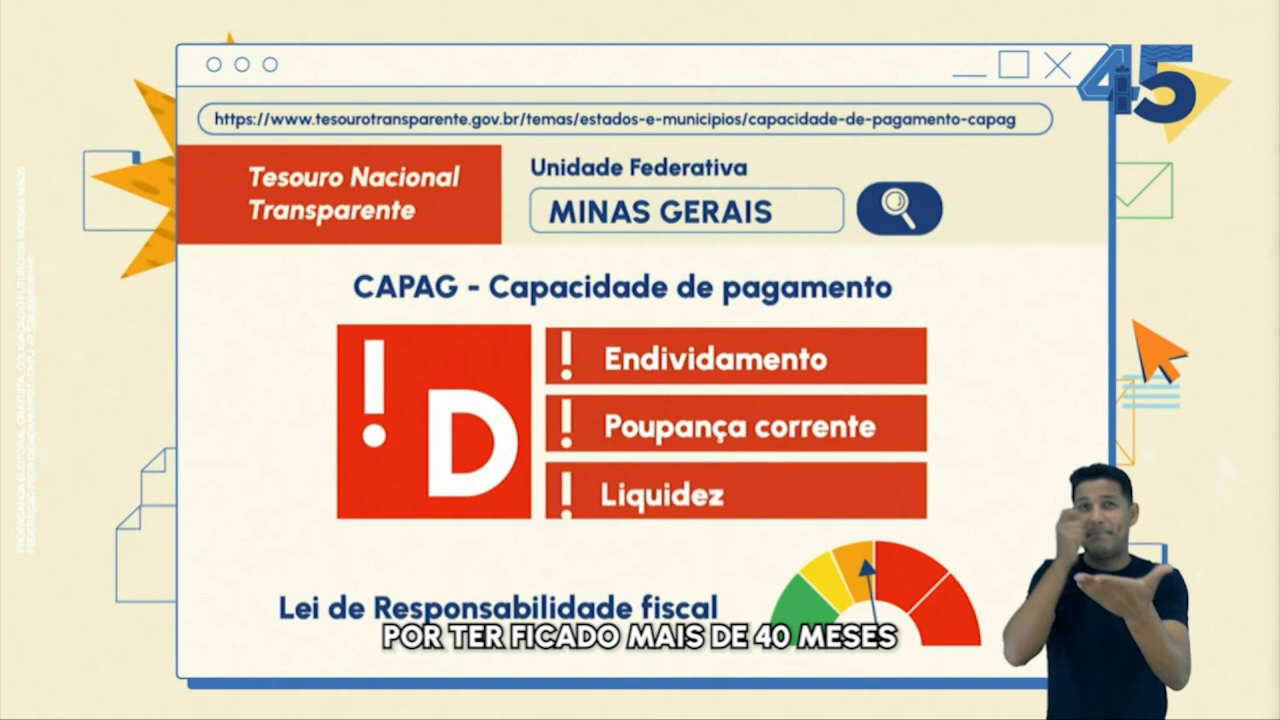 45
https://www.tesourotransparente.gov.br/temas/estados-e-municipios/capacidade-de-pagamento-capag
Tesouro Nacional
Transparente
Unidade Federativa
MINAS GERAIS
CAPAG - Capacidade de pagamento
! D
! Endividamento
! Poupança corrente
! Liquidez
Lei de Responsabilidade fiscal
POR TER FICADO MAIS DE 40 MESES